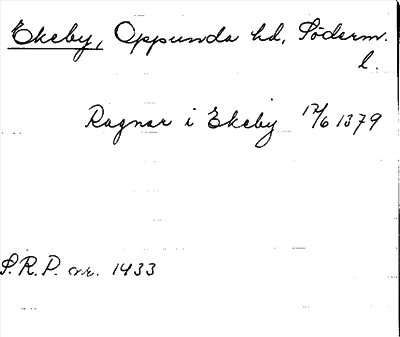 Ekeby, Oppunda hd, Söderm.
l.
Ragnar i Ekeby 17/6 1379
S.R.P. nr. 1433